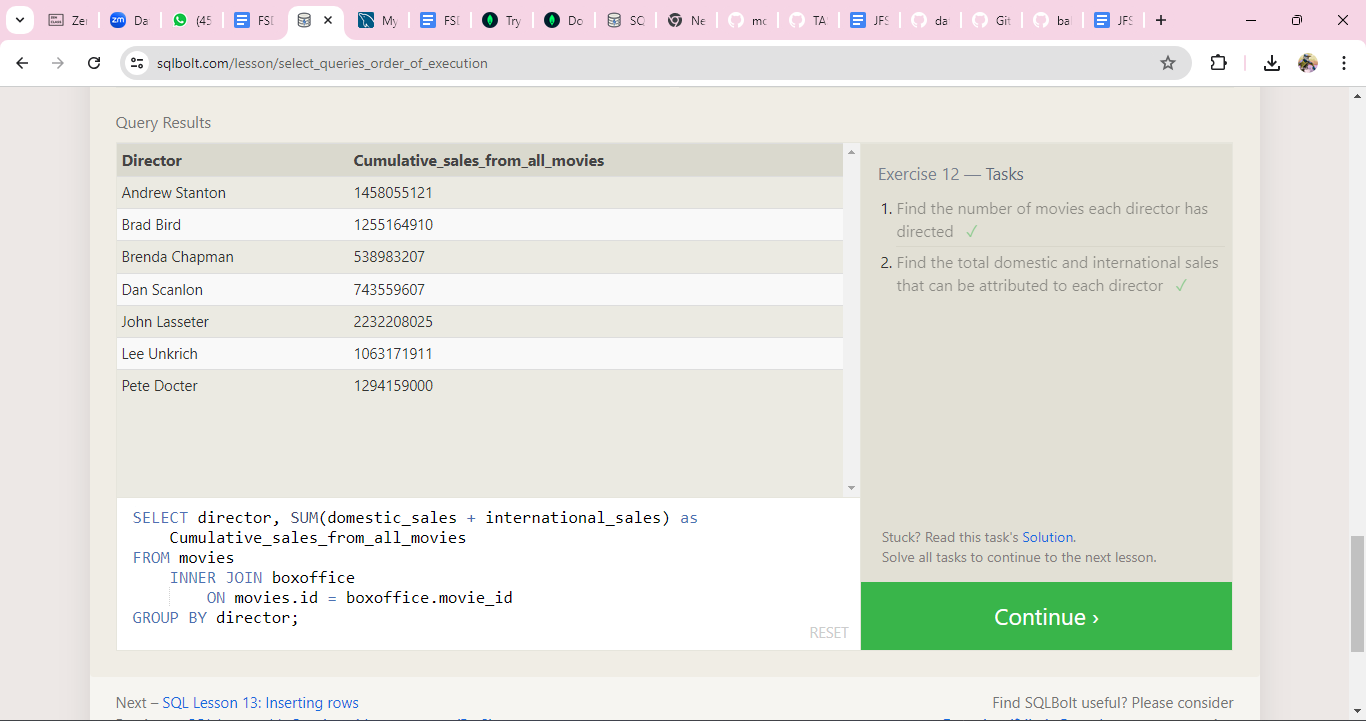 Zer
Da
(45
FSD
My
FSD
Try
Do
SQ
Ne
mo
TA
JFS
da
Git
bal
JFS
sqlbolt.com/lesson/select_queries_order_of_execution
Query Results
Director Cumulative_sales_from_all_movies
Andrew Stanton 1458055121
Brad Bird 1255164910
Brenda Chapman 538983207
Dan Scanlon 743559607
John Lasseter 2232208025
Lee Unkrich 1063171911
Pete Docter 1294159000
Exercise 12 — Tasks
1. Find the number of movies each director has
directed ✓
2. Find the total domestic and international sales
that can be attributed to each director ✓
SELECT director, SUM(domestic_sales + international_sales) as
Cumulative_sales_from_all_movies
FROM movies
INNER JOIN boxoffice
ON movies.id = boxoffice.movie_id
GROUP BY director;
RESET
Stuck? Read this task's Solution.
Solve all tasks to continue to the next lesson.
Continue ›
Next – SQL Lesson 13: Inserting rows
Find SQLBolt useful? Please consider